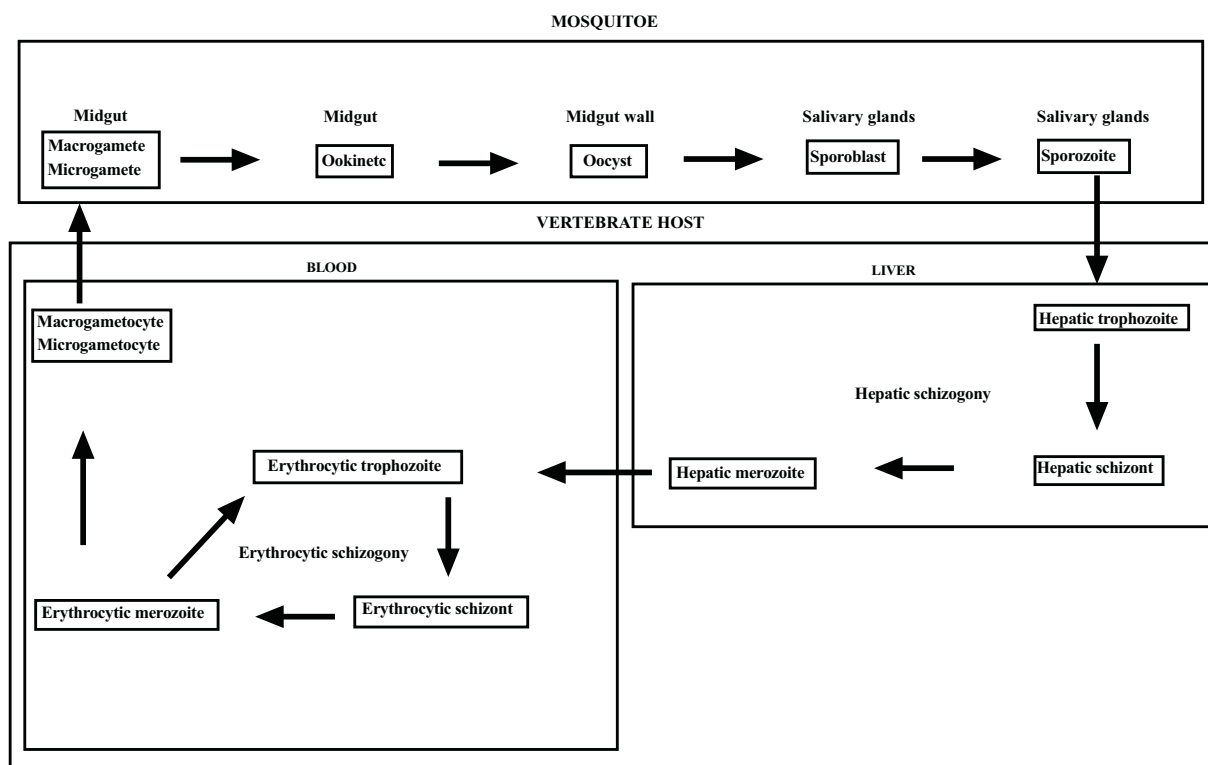 MOSQUITOE
Midgut
Midgut
Midgut wall
Salivary glands
Salivary glands
Macrogamete
Microgamete
Ookinetc
Oocyst
Sporoblast
Sporozoite
VERTEBRATE HOST
BLOOD
LIVER
Macrogametocyte
Microgametocyte
Hepatic trophozoite
Hepatic schizogony
Erythrocytic trophozoite
Hepatic merozoite
Hepatic schizont
Erythrocytic schizogony
Erythrocytic merozoite
Erythrocytic schizont